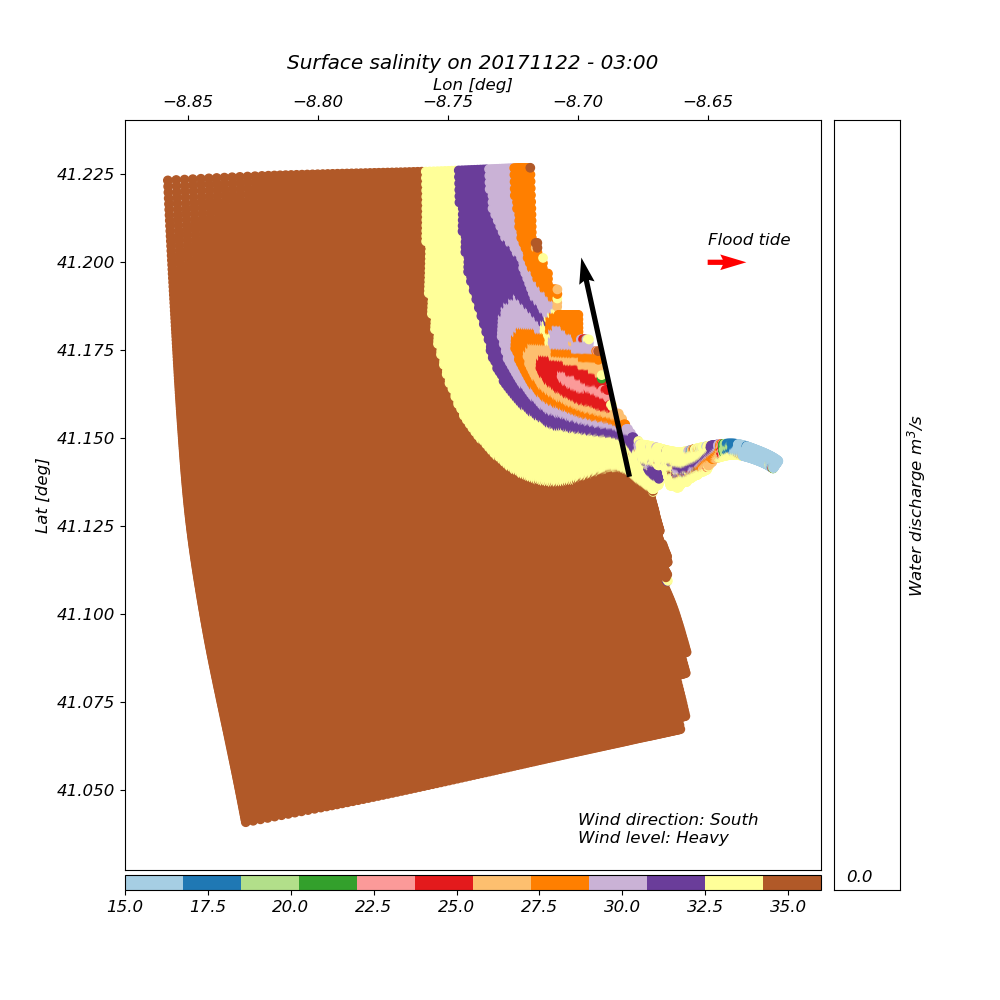 Surface salinity on 20171122 - 03:00
Lon [deg]
−8.85 −8.80 −8.75 −8.70 −8.65
41.225
41.200
41.175
41.150
41.125
41.100
41.075
41.050
Lat [deg]
Flood tide
Wind direction: South
Wind level: Heavy
Water discharge m³/s
0.0
15.0 17.5 20.0 22.5 25.0 27.5 30.0 32.5 35.0